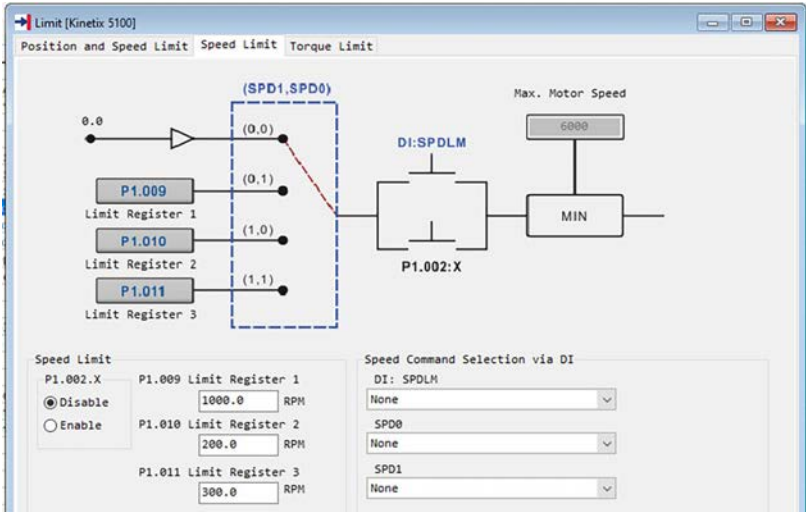 Limit [Kinetix 5100]
Position and Speed Limit Speed Limit Torque Limit
(SPD1,SPD0)
Max. Motor Speed
0.0
(0,0)
6000
DI:SPDLM
(0,1)
P1.009
Limit Register 1
(1,0)
P1.010
MIN
Limit Register 2
P1.002:X
(1,1)
P1.011
Limit Register 3
Speed Limit
P1.002.X
Disable
Enable
P1.009 Limit Register 1
1000.0 RPM
P1.010 Limit Register 2
200.0 RPM
P1.011 Limit Register 3
300.0 RPM
Speed Command Selection via DI
DI: SPDLM
None
SPD0
None
SPD1
None